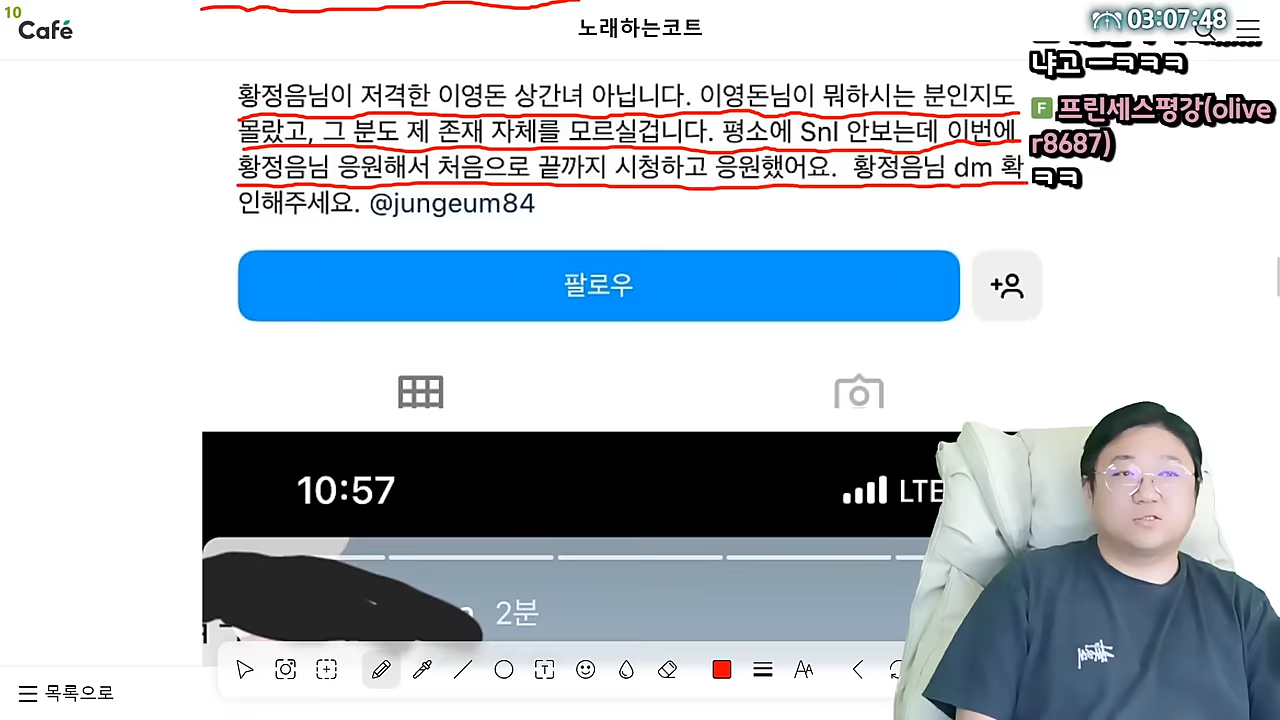 10
Café
노래하는코트
03:07:48
냐고 ㅡㅋㅋㅋ
F 프린세스평강(olive
r8687)
ㅋㅋ
황정음님이 저격한 이영돈 상간녀 아닙니다. 이영돈님이 뭐하시는 분인지도
몰랐고, 그 분도 제 존재 자체를 모르실겁니다. 평소에 Snl 안보는데 이번에
황정음님 응원해서 처음으로 끝까지 시청하고 응원했어요. 황정음님 dm 확
인해주세요. @jungeum84
팔로우
10:57
LTE
2분
목록으로